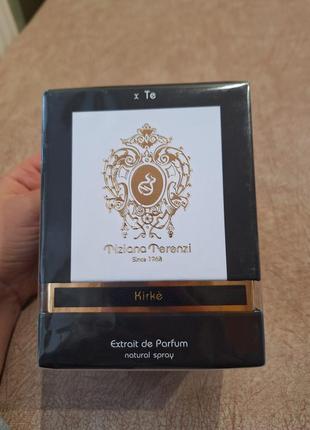 x Te
Tiziana Terenzi
Since 1968
Kirkè
Extrait de Parfum
natural spray